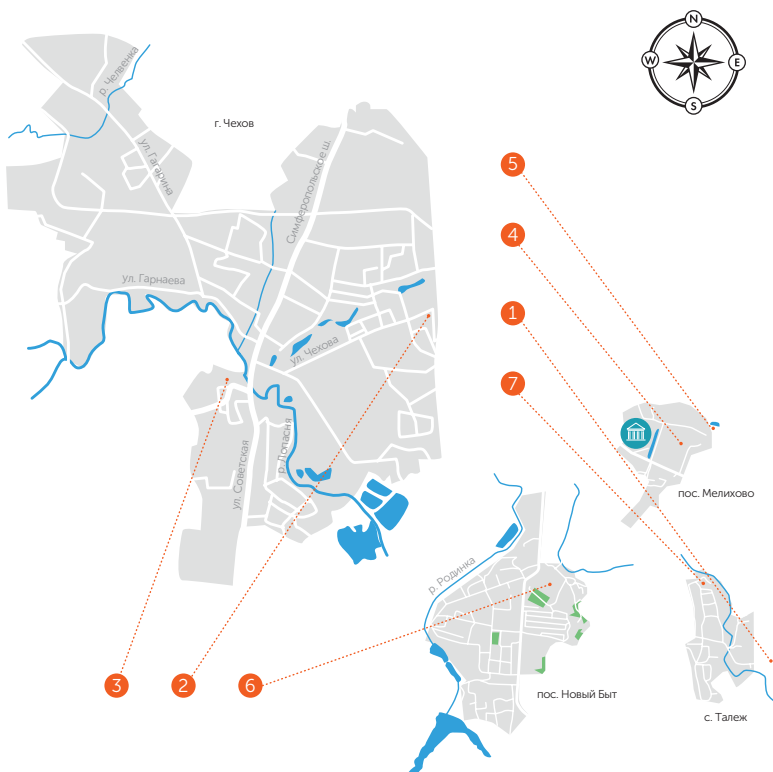 N
W
E
S
р. Челвенка
г. Чехов
ул. Гагарина
Симферопольское ш.
5
4
ул. Гарнаева
1
ул. Чехова
7
ул. Советская
р. Лопасня
пос. Мелихово
р. Родинка
3
2
6
пос. Новый Быт
с. Талеж